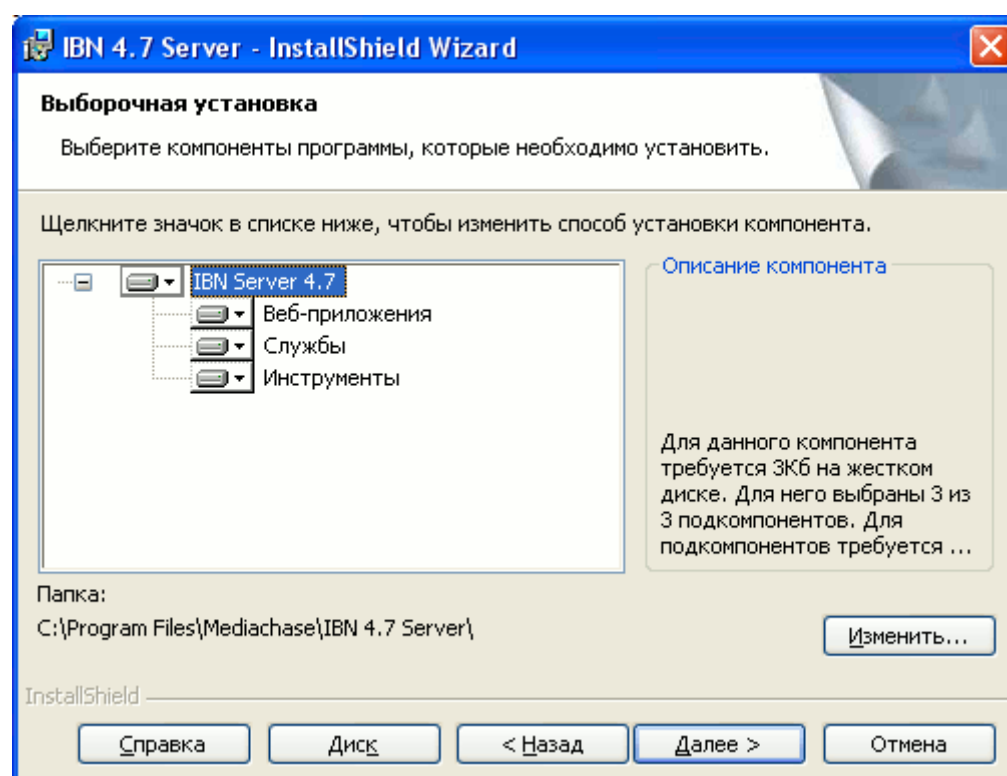 IBN 4.7 Server - InstallShield Wizard
Выборочная установка
Выберите компоненты программы, которые необходимо установить.
Щелкните значок в списке ниже, чтобы изменить способ установки компонента.
IBN Server 4.7
Веб-приложения
Службы
Инструменты
Описание компонента
Для данного компонента
требуется 3Кб на жестком
диске. Для него выбраны 3 из
3 подкомпонентов. Для
подкомпонентов требуется ...
Папка:
C:\Program Files\Mediachase\IBN 4.7 Server\
Изменить...
InstallShield
Справка
Диск
< Назад
Далее >
Отмена